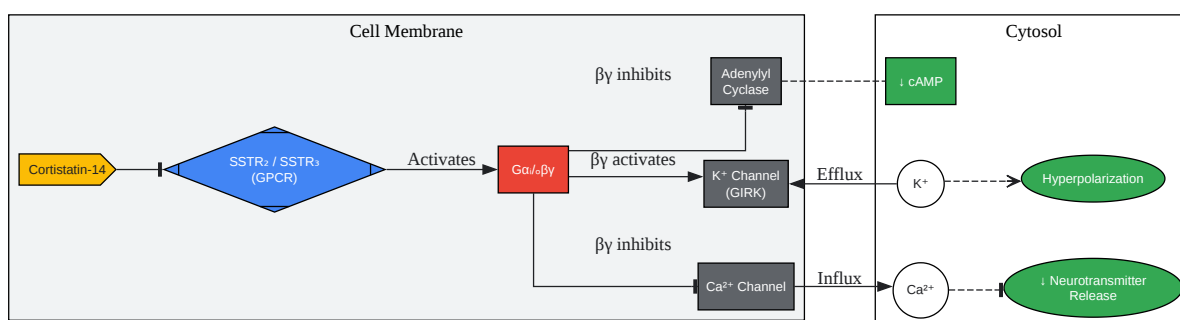 Cell Membrane
Cytosol
βγ inhibits
Adenylyl
Cyclase
↓ cAMP
Cortistatin-14
SSTR₂ / SSTR₃
(GPCR)
Activates
Gαᵢ/ₒβγ
βγ activates
K⁺ Channel
(GIRK)
Efflux
K⁺
Hyperpolarization
βγ inhibits
Ca²⁺ Channel
Influx
Ca²⁺
↓ Neurotransmitter
Release